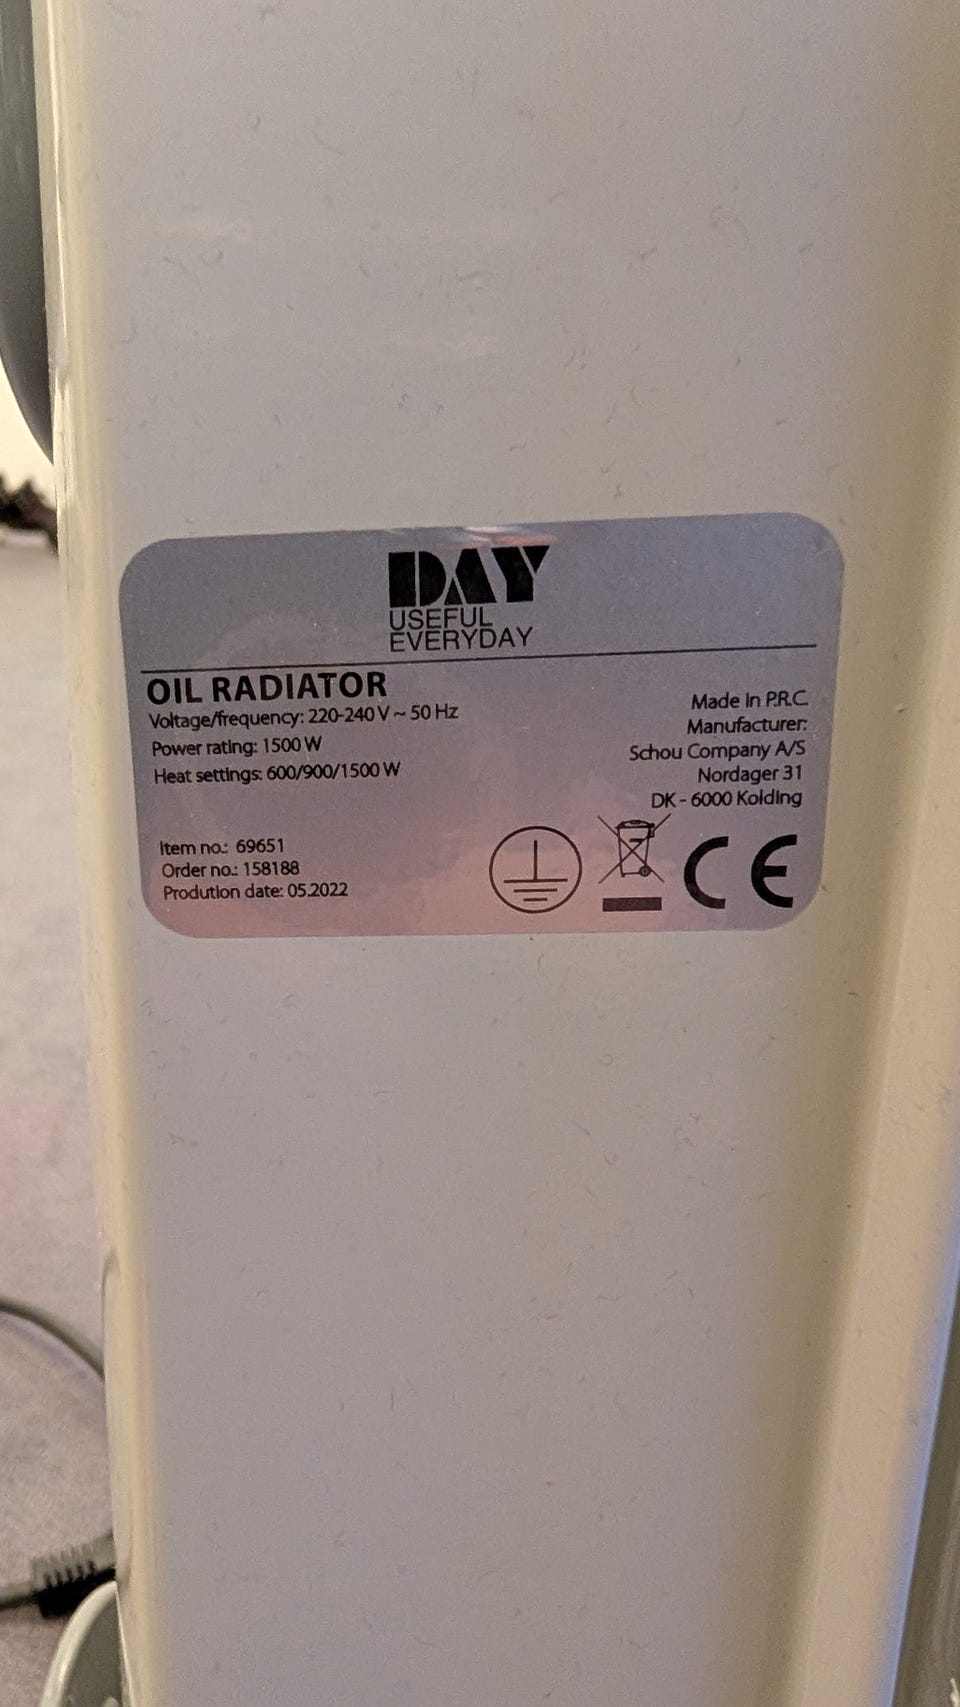 DAY
USEFUL
EVERYDAY
OIL RADIATOR
Voltage/frequency: 220-240 V ~ 50 Hz
Power rating: 1500 W
Heat settings: 600/900/1500 W
Item no.: 69651
Order no.: 158188
Prodution date: 05.2022
Made in P.R.C.
Manufacturer:
Schou Company A/S
Nordager 31
DK - 6000 Kolding
CE